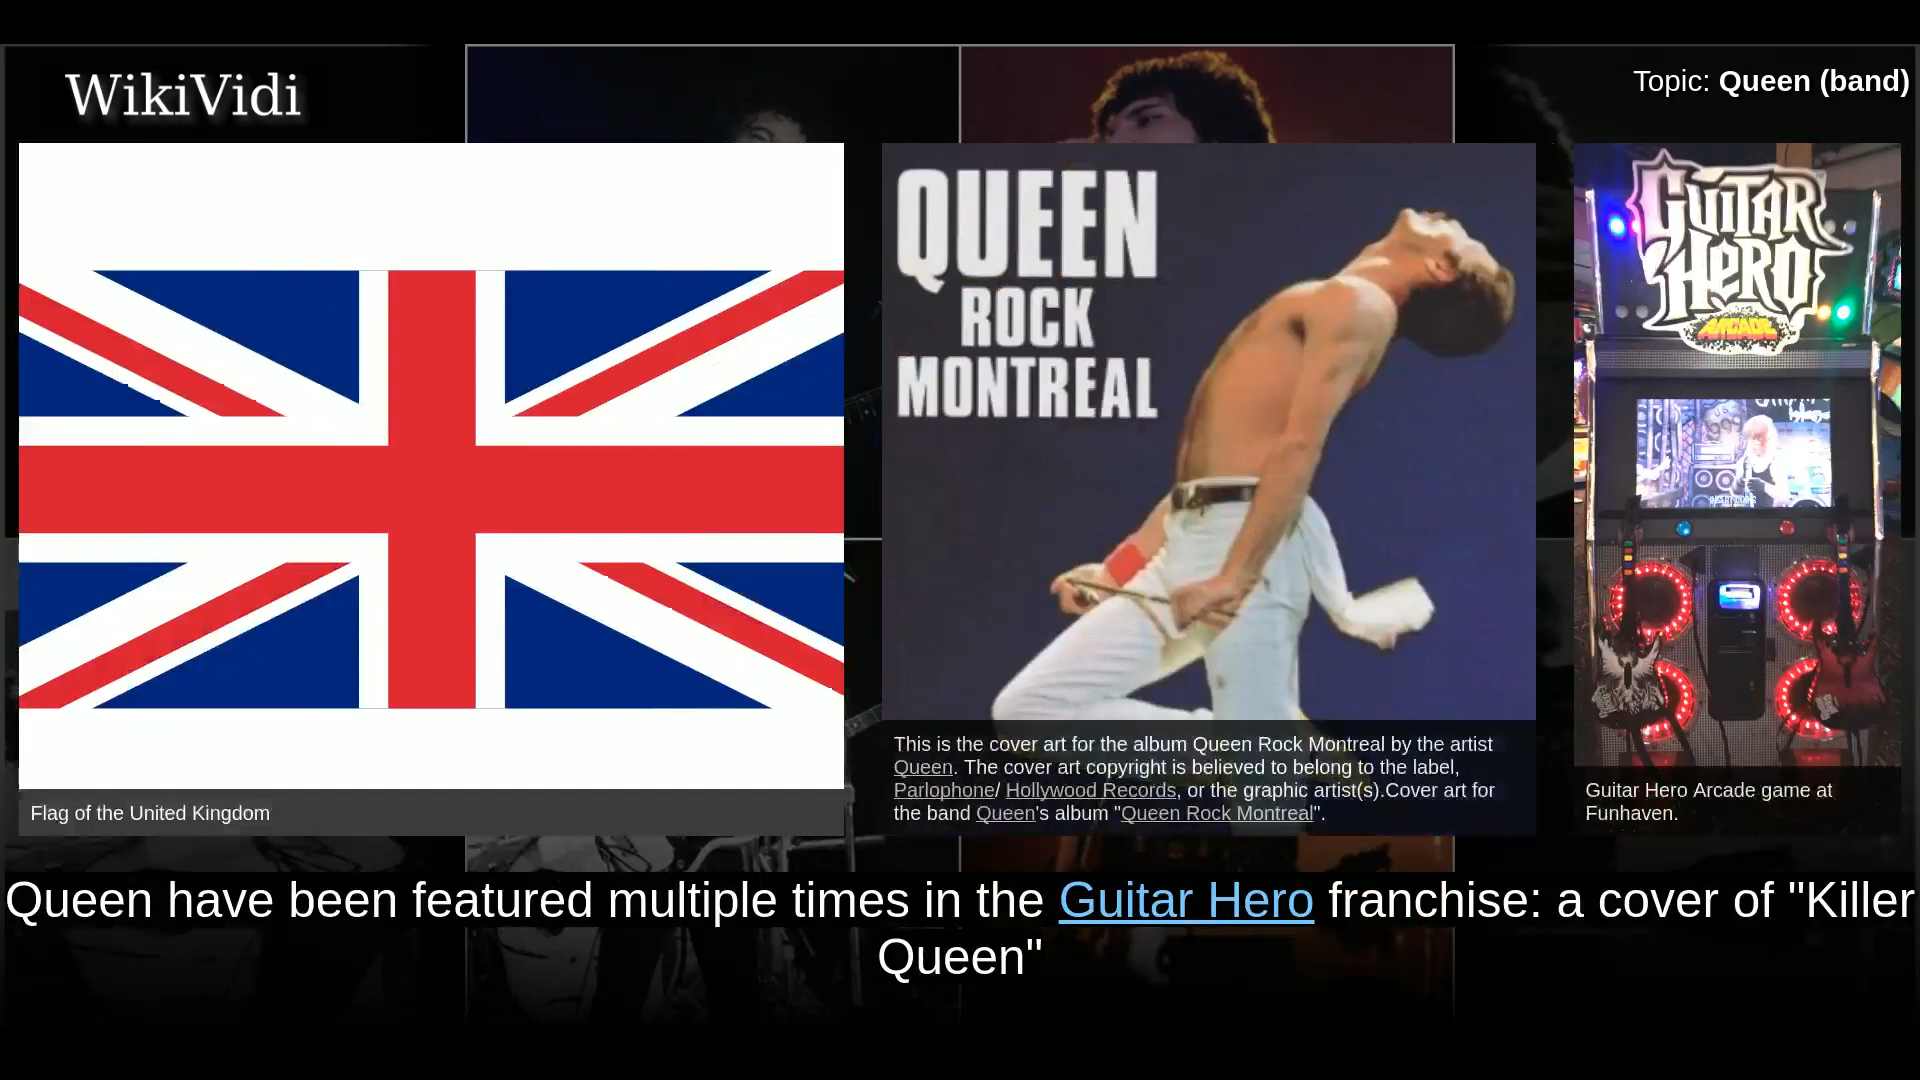 WikiVidi
Topic: Queen (band)
QUEEN
ROCK
MONTREAL
GUITAR
HERO
ARCADE
INSERT COINS
This is the cover art for the album Queen Rock Montreal by the artist
Queen. The cover art copyright is believed to belong to the label,
Parlophone/ Hollywood Records, or the graphic artist(s).Cover art for
the band Queen's album "Queen Rock Montreal".
Guitar Hero Arcade game at
Funhaven.
Flag of the United Kingdom
Queen have been featured multiple times in the Guitar Hero franchise: a cover of "Killer
Queen"